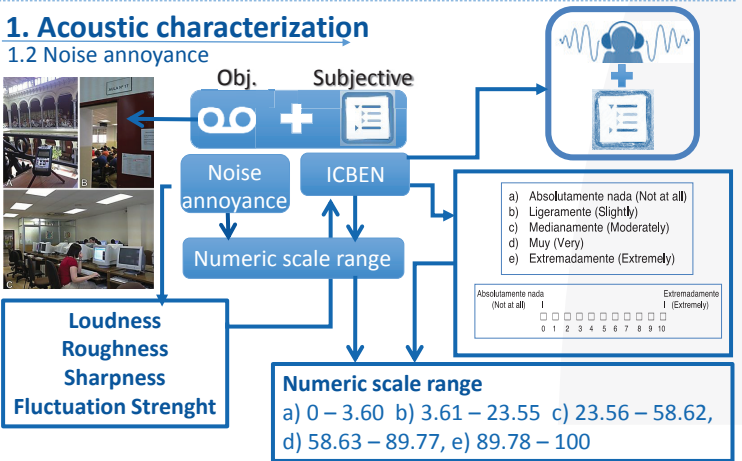 1. Acoustic characterization
1.2 Noise annoyance
Obj.
Subjective
A
B
C
Noise
annoyance
ICBEN
Numeric scale range
Loudness
Roughness
Sharpness
Fluctuation Strenght
a) Absolutamente nada (Not at all)
b) Ligeramente (Slightly)
c) Medianamente (Moderately)
d) Muy (Very)
e) Extremadamente (Extremely)
Absolutamente nada
(Not at all)
Extremadamente
(Extremely)
0 1 2 3 4 5 6 7 8 9 10
Numeric scale range
a) 0 – 3.60 b) 3.61 – 23.55 c) 23.56 – 58.62,
d) 58.63 – 89.77, e) 89.78 – 100